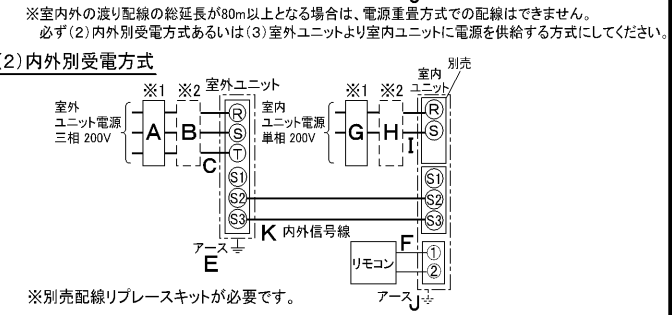 ※室内外の渡り配線の総延長が80m以上となる場合は、電源重畳方式での配線はできません。
必ず(2)内外別受電方式あるいは(3)室外ユニットより室内ユニットに電源を供給する方式にしてください。
(2)内外別受電方式
※1 ※2 室外ユニット
室外
ユニット電源
三相 200V
A B C
R
S
T
S1
S2
S3
アース
E
※1 ※2 室内
ユニット
別売
室内
ユニット電源
単相 200V
G H I
R
S
S1
S2
S3
K 内外信号線
リモコン
F
①
②
アース J
※別売配線リプレースキットが必要です。